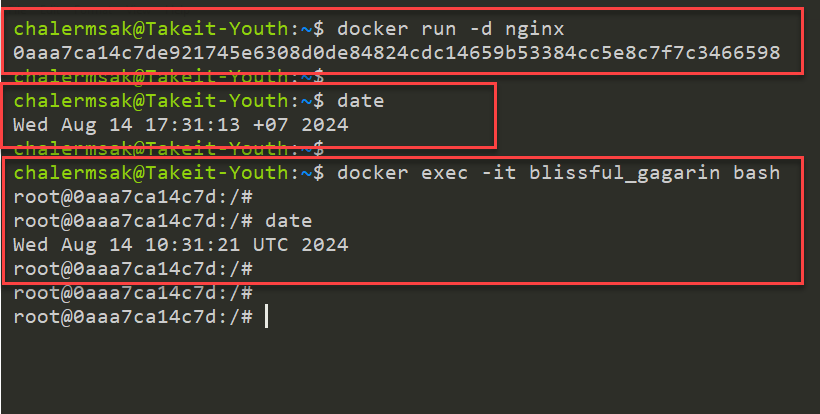 chalermsak@Takeit-Youth:~$ docker run -d nginx
0aaa7ca14c7de921745e6308d0de84824cdc14659b53384cc5e8c7f7c3466598
chalermsak@Takeit-Youth:~$
chalermsak@Takeit-Youth:~$ date
Wed Aug 14 17:31:13 +07 2024
chalermsak@Takeit-Youth:~$
chalermsak@Takeit-Youth:~$ docker exec -it blissful_gagarin bash
root@0aaa7ca14c7d:/#
root@0aaa7ca14c7d:/# date
Wed Aug 14 10:31:21 UTC 2024
root@0aaa7ca14c7d:/#
root@0aaa7ca14c7d:/#
root@0aaa7ca14c7d:/#